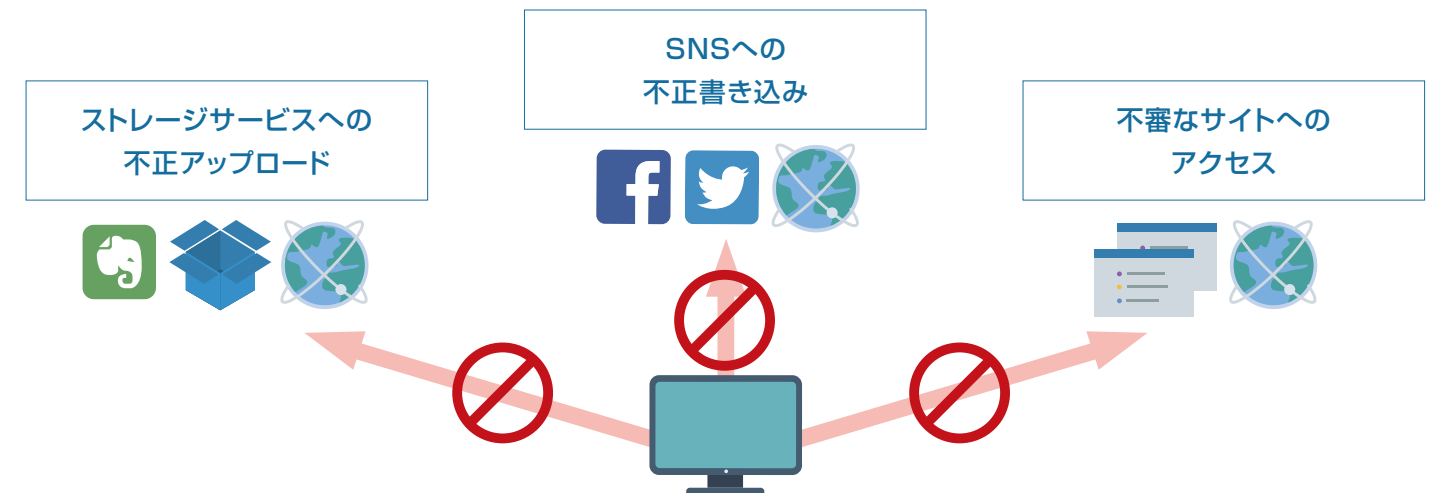 ストレージサービスへの
不正アップロード
SNSへの
不正書き込み
不審なサイトへの
アクセス